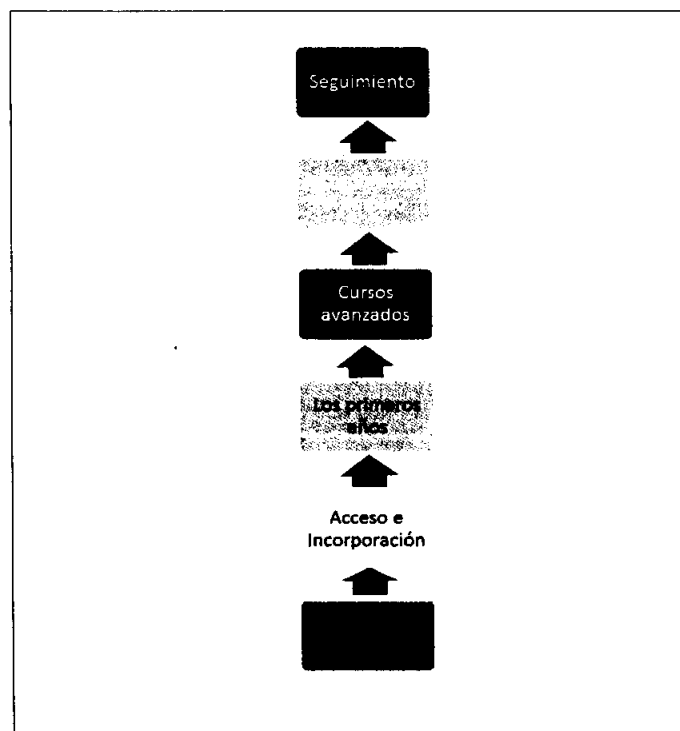 Seguimiento
Cursos
avanzados
Los primeros
años
Acceso e
Incorporación